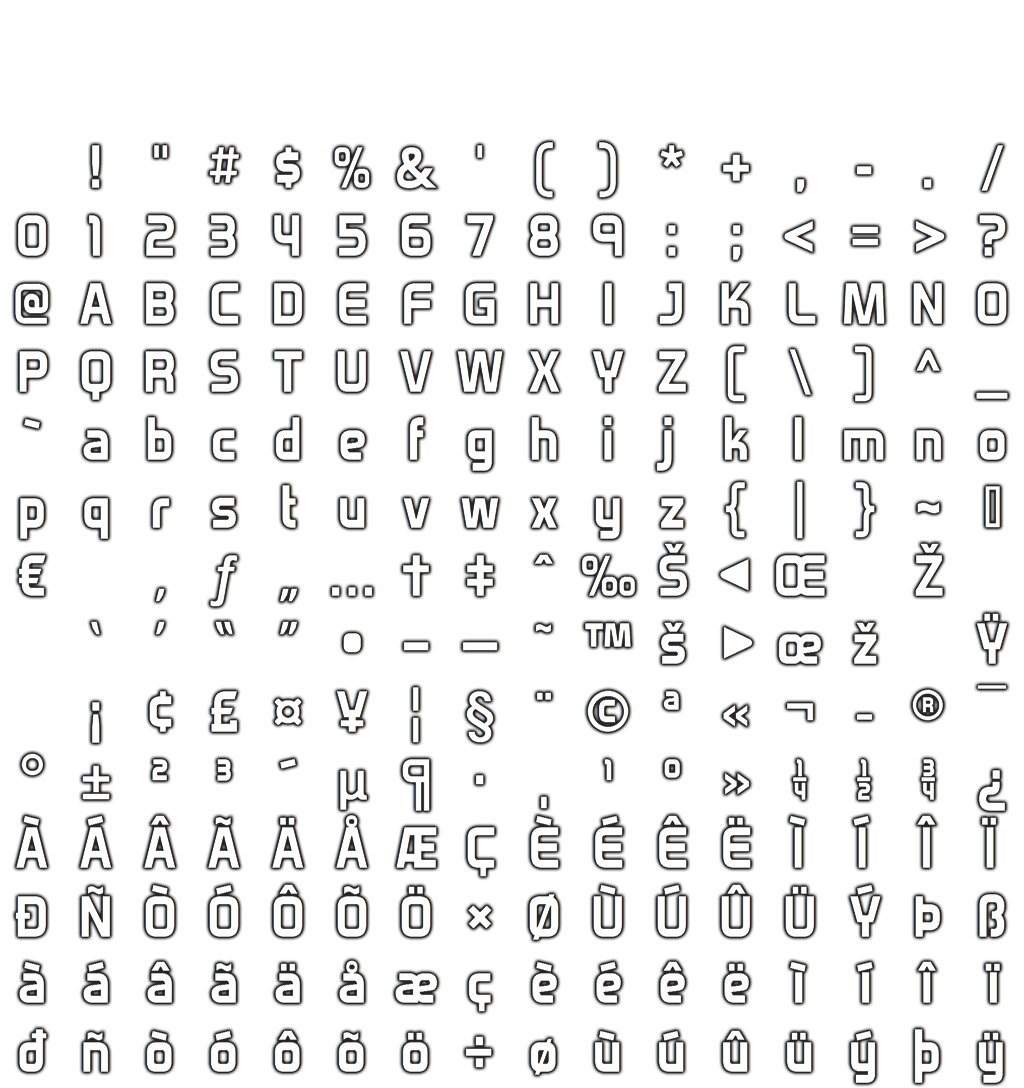 ! " # $ % & ' ( ) * + , - . /
0 1 2 3 4 5 6 7 8 9 : ; < = > ?
@ A B C D E F G H I J K L M N O
P Q R S T U V W X Y Z [ \ ] ^ _
` a b c d e f g h i j k l m n o
p q r s t u v w x y z { | } ~ ▯
€ ‚ ƒ „ … † ‡ ˆ ‰ Š ◄ Œ Ž
‘ ’ “ ” • – — ˜ ™ š ► œ ž Ÿ
¡ ¢ £ ¤ ¥ ¦ § ¨ © ª « ¬ - ® ¯
° ± ² ³ ´ µ ¶ · ¸ ¹ º » ¼ ½ ¾ ¿
À Á Â Ã Ä Å Æ Ç È É Ê Ë Ì Í Î Ï
Ð Ñ Ò Ó Ô Õ Ö × Ø Ù Ú Û Ü Ý Þ ß
à á â ã ä å æ ç è é ê ë ì í î ï
đ ñ ò ó ô õ ö ÷ ø ù ú û ü ý þ ÿ